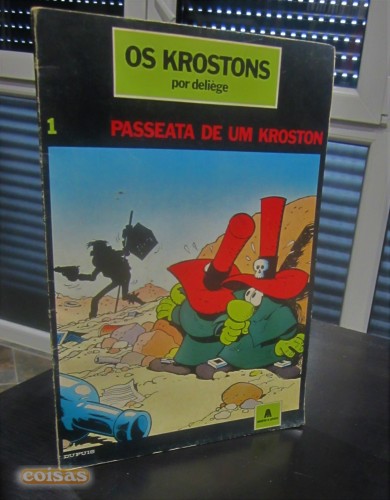 OS KROSTONS
por deliège
1
PASSEATA DE UM KROSTON
A
DUPUIS
coisas